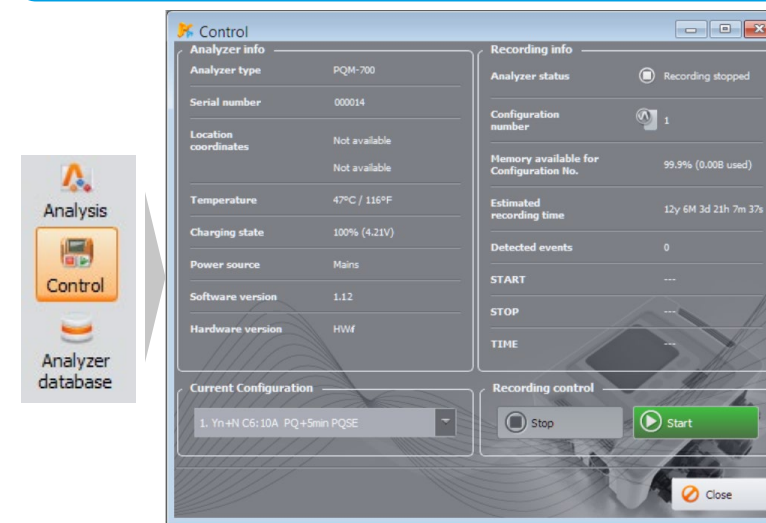 Analysis
Control
Analyzer
database
Control
Analyzer info
Analyzer type PQM-700
Serial number 000014
Location
coordinates Not available
Not available
Temperature 47ºC / 116ºF
Charging state 100% (4.21V)
Power source Mains
Software version 1.12
Hardware version HWf
Recording info
Analyzer status Recording stopped
Configuration
number 1
Memory available for
Configuration No. 99.9% (0.00B used)
Estimated
recording time 12y 6M 3d 21h 7m 37s
Detected events 0
START ---
STOP ---
TIME ---
Current Configuration
1. Yn+N C6:10A PQ+5min PQSE
Recording control
Stop Start
Close